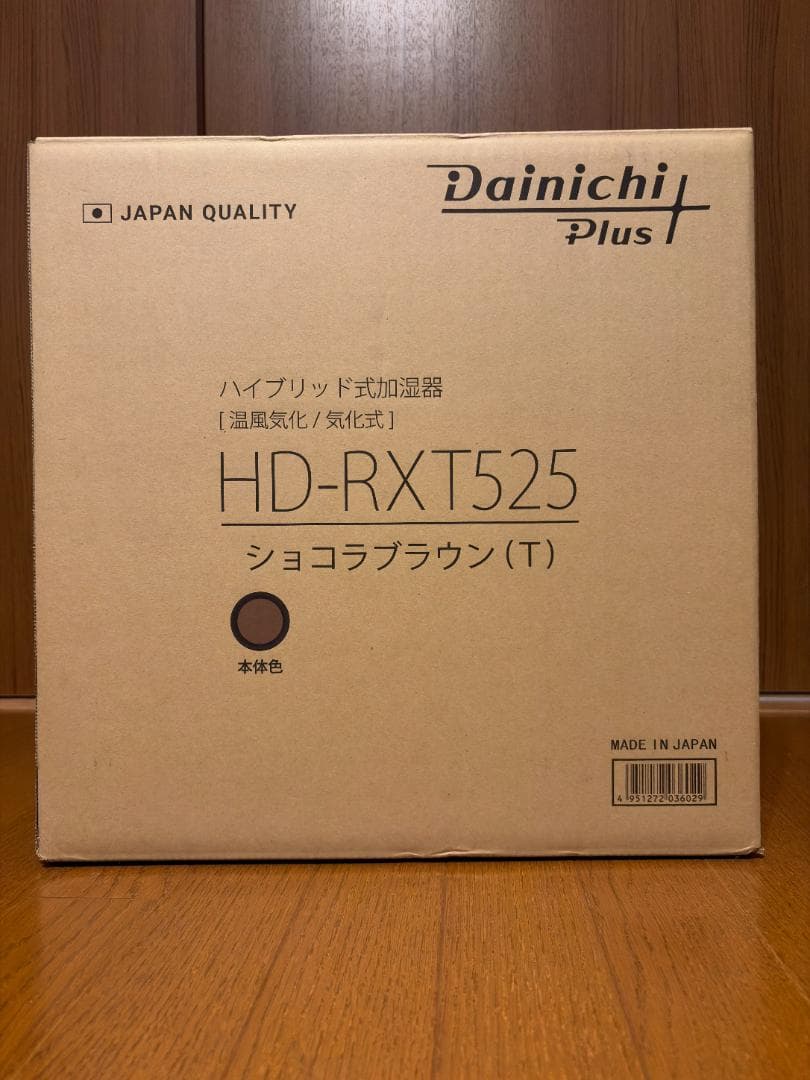 JAPAN QUALITY
Dainichi
Plus
ハイブリッド式加湿器
[ 温風気化 / 気化式 ]
HD-RXT525
ショコラブラウン(T)
本体色
MADE IN JAPAN
4 951272 036029